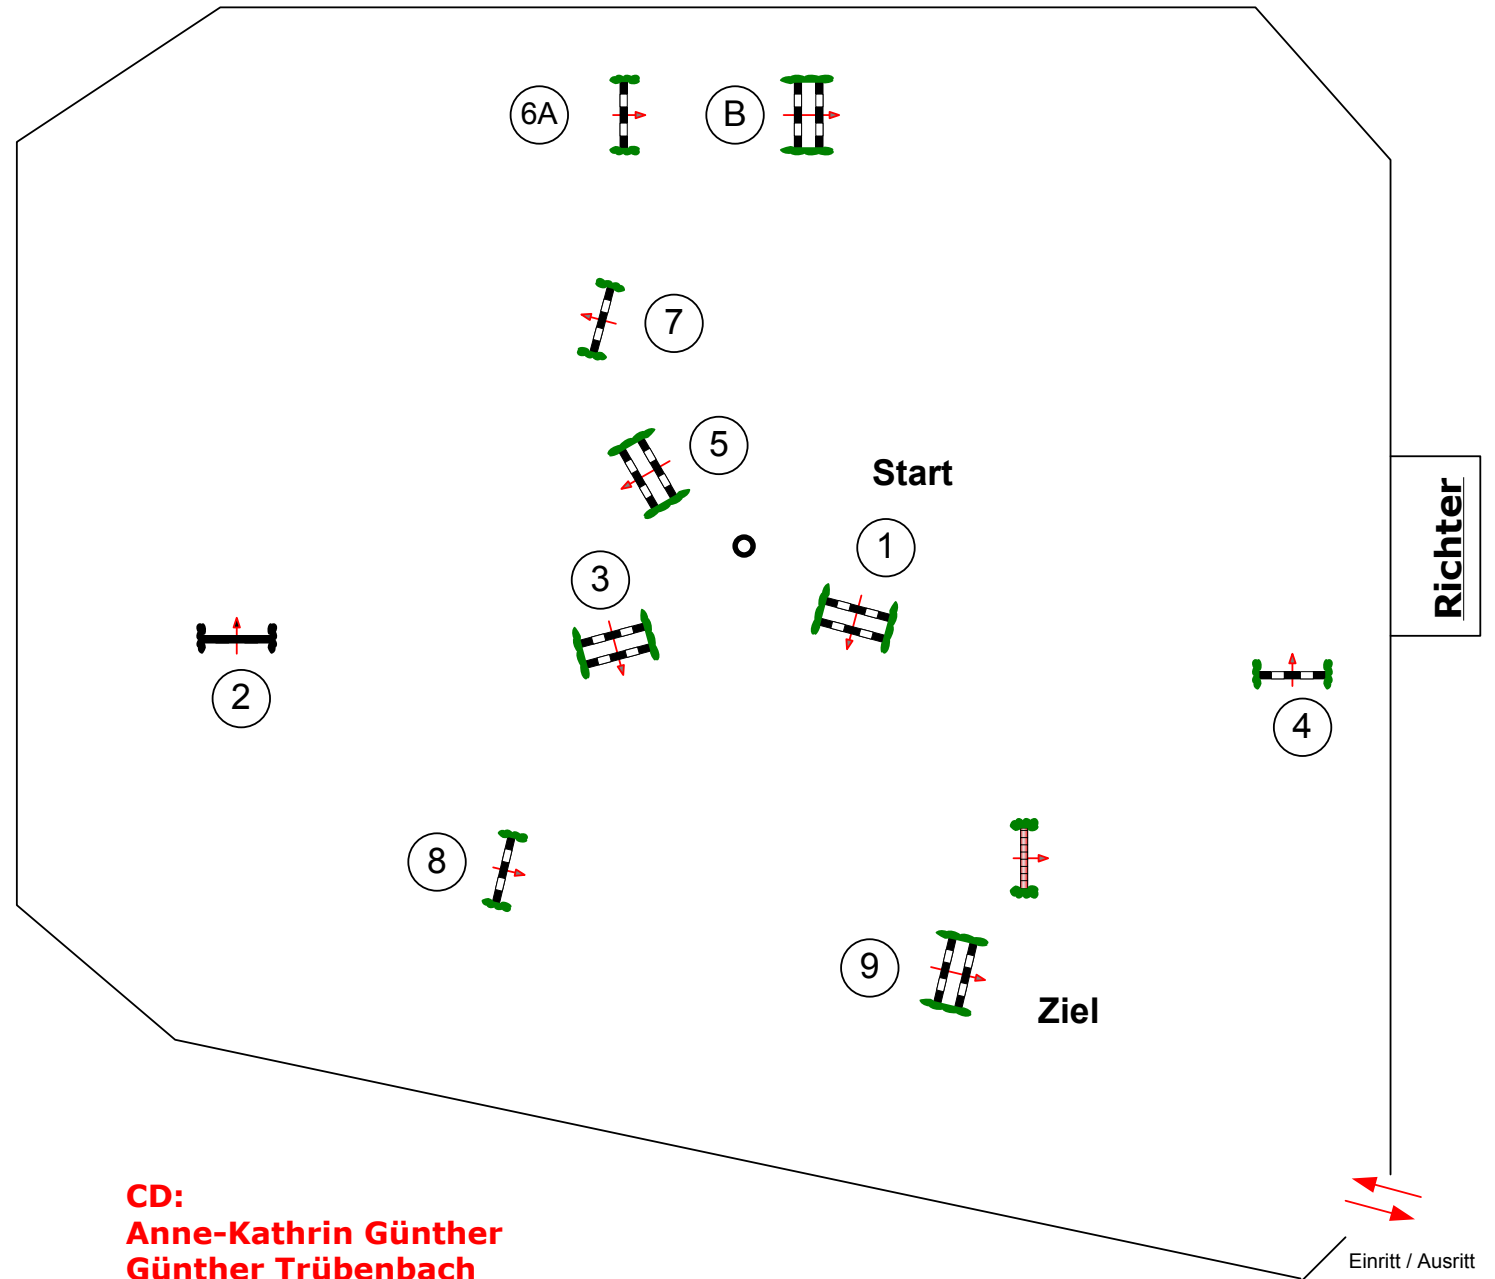 6A
B
7
5
Start
1
3
Richter
2
4
8
9
Ziel
CD:
Anne-Kathrin Günther
Günther Trübenbach
Einritt / Ausritt